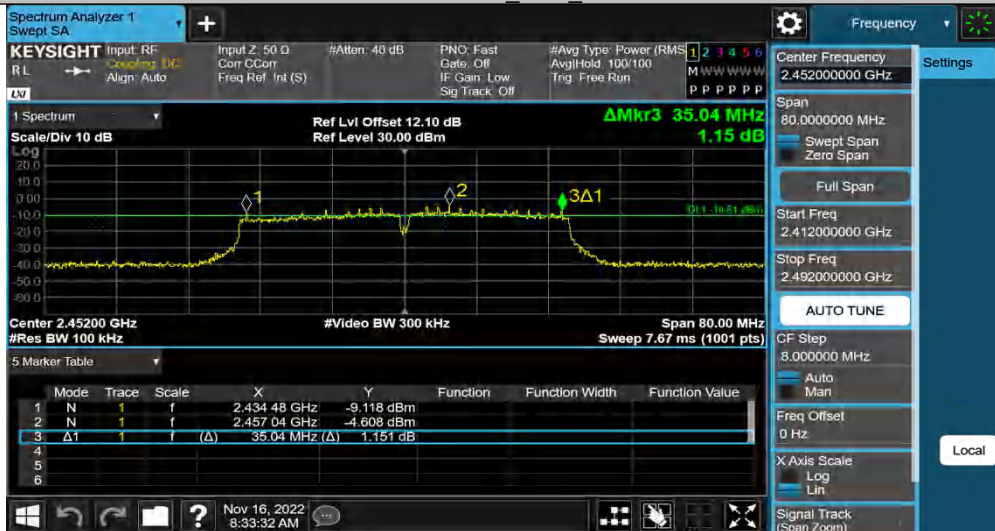 Spectrum Analyzer 1
Swept SA
Frequency
KEYSIGHT
RL
LXI
Input: RF
Coupling: DC
Align: Auto
Input Z: 50 Ω
Corr CCorr
Freq Ref: Int (S)
#Atten: 40 dB
PNO: Fast
Gate: Off
IF Gain: Low
Sig Track: Off
#Avg Type: Power (RMS
Avg|Hold: 100/100
Trig: Free Run
1 2 3 4 5 6
M W W W W W
P P P P P P
1 Spectrum
Scale/Div 10 dB
Ref Lvl Offset 12.10 dB
Ref Level 30.00 dBm
ΔMkr3 35.04 MHz
1.15 dB
Log
20.0
10.0
0.00
-10.0
-20.0
-30.0
-40.0
-50.0
-60.0
1
2
3Δ1
DL1 -10.61 dBm
Center 2.45200 GHz
#Res BW 100 kHz
#Video BW 300 kHz
Span 80.00 MHz
Sweep 7.67 ms (1001 pts)
5 Marker Table
Mode Trace Scale X Y Function Function Width Function Value
1 N 1 f 2.434 48 GHz -9.118 dBm
2 N 1 f 2.457 04 GHz -4.608 dBm
3 Δ1 1 f (Δ) 35.04 MHz (Δ) 1.151 dB
4
5
6
Nov 16, 2022
8:33:32 AM
Center Frequency
2.452000000 GHz
Span
80.0000000 MHz
Swept Span
Zero Span
Full Span
Start Freq
2.412000000 GHz
Stop Freq
2.492000000 GHz
AUTO TUNE
CF Step
8.000000 MHz
Auto
Man
Freq Offset
0 Hz
X Axis Scale
Log
Lin
Signal Track
(Span Zoom)
Settings
Local